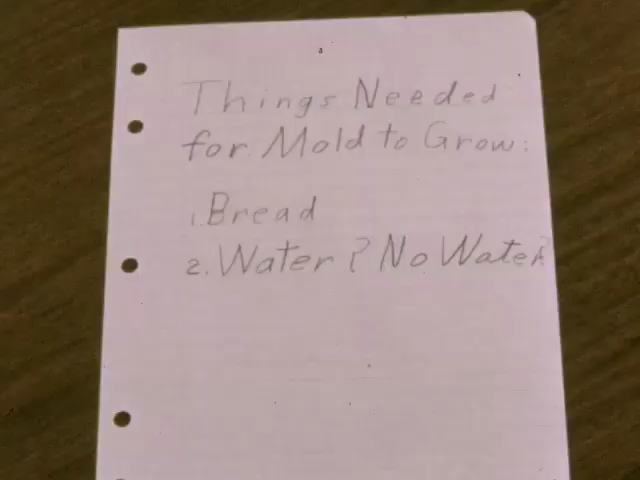 Things Needed
for Mold to Grow:
1. Bread
2. Water? No Water?